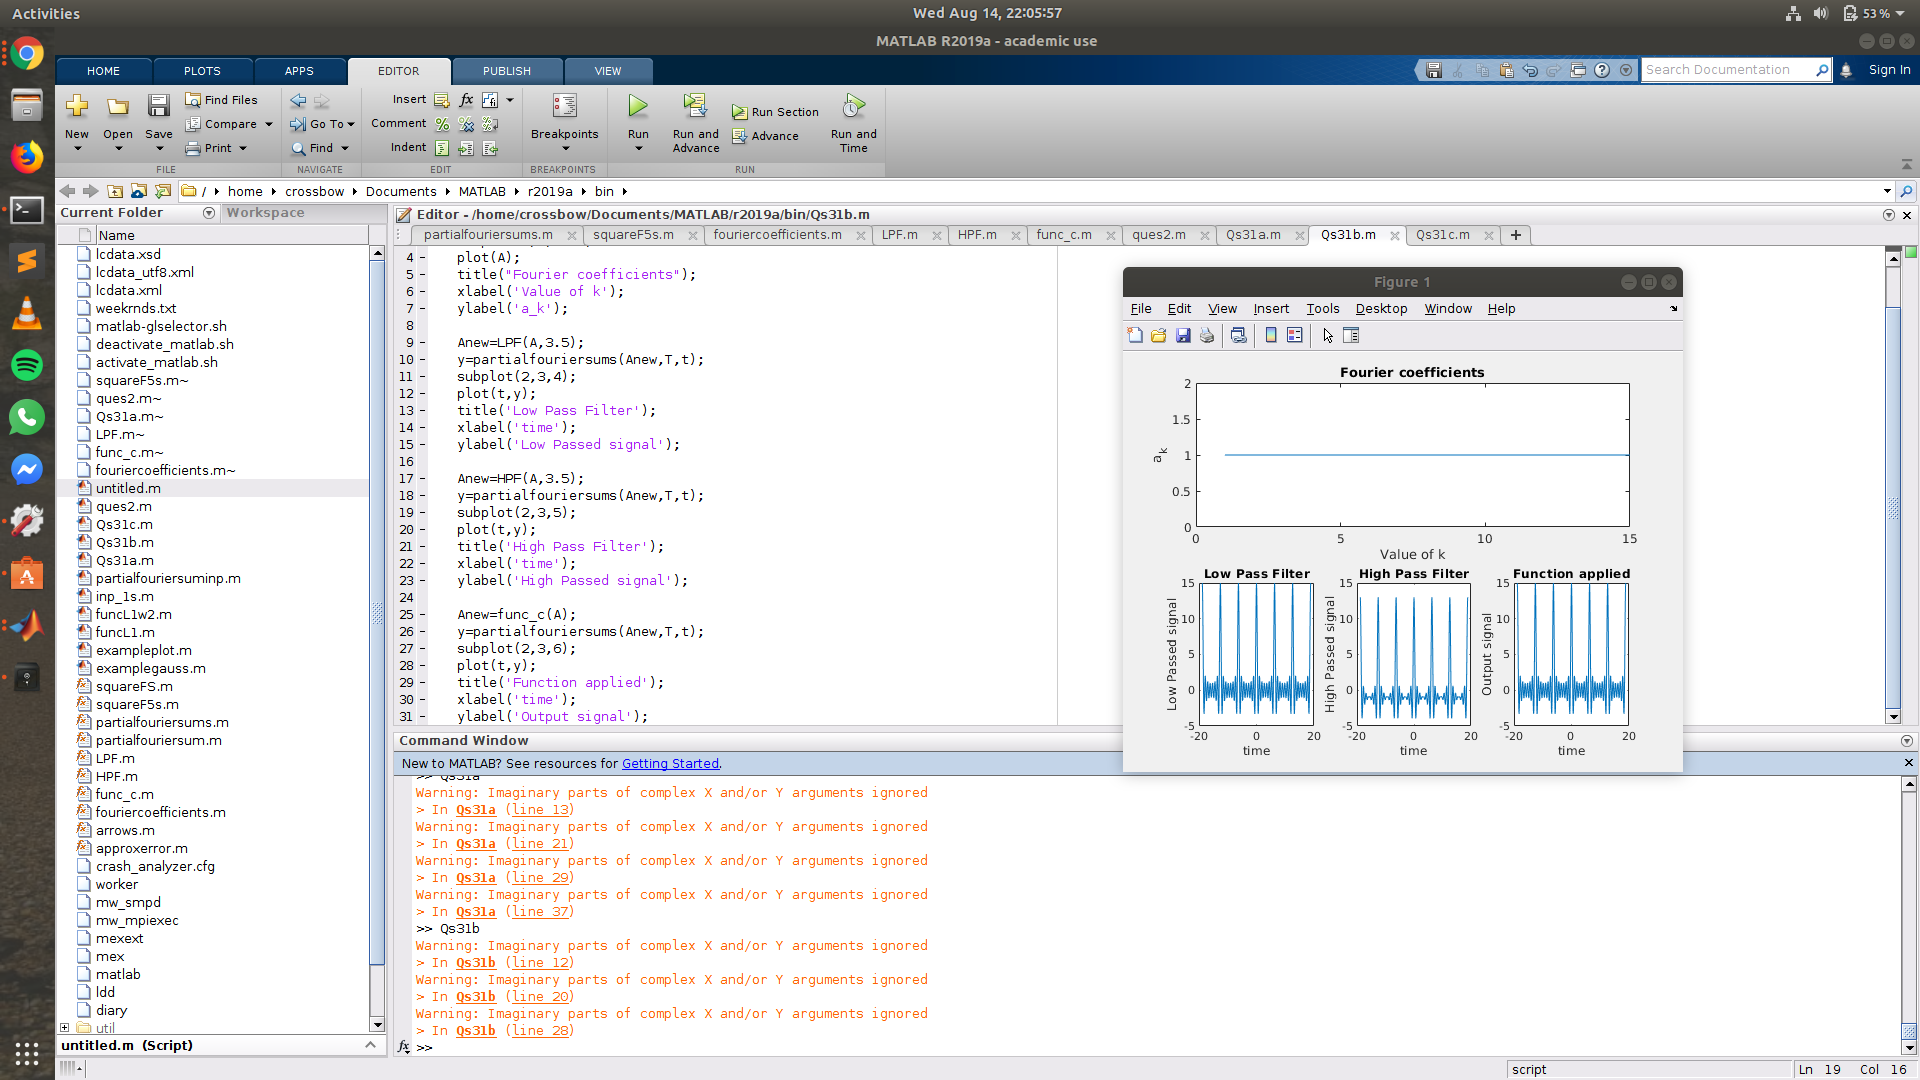 Activities
Wed Aug 14, 22:05:57
53 %
MATLAB R2019a - academic use
HOME PLOTS APPS EDITOR PUBLISH VIEW
Search Documentation
Sign In
New Open Save
Find Files
Compare
Print
Go To
Find
Insert
Comment
Indent
fx
Breakpoints
Run
Run and Advance
Run Section
Advance
Run and Time
FILE NAVIGATE EDIT BREAKPOINTS RUN
/ home crossbow Documents MATLAB r2019a bin
Current Folder Workspace
Name
lcdata.xsd
lcdata_utf8.xml
lcdata.xml
weekrnds.txt
matlab-glselector.sh
deactivate_matlab.sh
activate_matlab.sh
squareF5s.m~
ques2.m~
Qs31a.m~
LPF.m~
func_c.m~
fouriercoefficients.m~
untitled.m
ques2.m
Qs31c.m
Qs31b.m
Qs31a.m
partialfouriersuminp.m
inp_1s.m
funcL1w2.m
funcL1.m
exampleplot.m
examplegauss.m
squareFS.m
squareF5s.m
partialfouriersums.m
partialfouriersum.m
LPF.m
HPF.m
func_c.m
fouriercoefficients.m
arrows.m
approxerror.m
crash_analyzer.cfg
worker
mw_smpd
mw_mpiexec
mexext
mex
matlab
ldd
diary
util
untitled.m (Script)
Editor - /home/crossbow/Documents/MATLAB/r2019a/bin/Qs31b.m
partialfouriersums.m squareF5s.m fouriercoefficients.m LPF.m HPF.m func_c.m ques2.m Qs31a.m Qs31b.m Qs31c.m
4 - plot(A);
5 - title("Fourier coefficients");
6 - xlabel('Value of k');
7 - ylabel('a_k');
8
9 - Anew=LPF(A,3.5);
10 - y=partialfouriersums(Anew,T,t);
11 - subplot(2,3,4);
12 - plot(t,y);
13 - title('Low Pass Filter');
14 - xlabel('time');
15 - ylabel('Low Passed signal');
16
17 - Anew=HPF(A,3.5);
18 - y=partialfouriersums(Anew,T,t);
19 - subplot(2,3,5);
20 - plot(t,y);
21 - title('High Pass Filter');
22 - xlabel('time');
23 - ylabel('High Passed signal');
24
25 - Anew=func_c(A);
26 - y=partialfouriersums(Anew,T,t);
27 - subplot(2,3,6);
28 - plot(t,y);
29 - title('Function applied');
30 - xlabel('time');
31 - ylabel('Output signal');
Command Window
New to MATLAB? See resources for Getting Started.
>> Qs31a
Warning: Imaginary parts of complex X and/or Y arguments ignored
> In Qs31a (line 13)
Warning: Imaginary parts of complex X and/or Y arguments ignored
> In Qs31a (line 21)
Warning: Imaginary parts of complex X and/or Y arguments ignored
> In Qs31a (line 29)
Warning: Imaginary parts of complex X and/or Y arguments ignored
> In Qs31a (line 37)
>> Qs31b
Warning: Imaginary parts of complex X and/or Y arguments ignored
> In Qs31b (line 12)
Warning: Imaginary parts of complex X and/or Y arguments ignored
> In Qs31b (line 20)
Warning: Imaginary parts of complex X and/or Y arguments ignored
> In Qs31b (line 28)
fx >>
Figure 1
File Edit View Insert Tools Desktop Window Help
Fourier coefficients
2
1.5
1
0.5
0
a_k
0 5 10 15
Value of k
Low Pass Filter
Low Passed signal
15
10
5
0
-5
-20 0 20
time
High Pass Filter
High Passed signal
15
10
5
0
-5
-20 0 20
time
Function applied
Output signal
15
10
5
0
-5
-20 0 20
time
script
Ln 19 Col 16